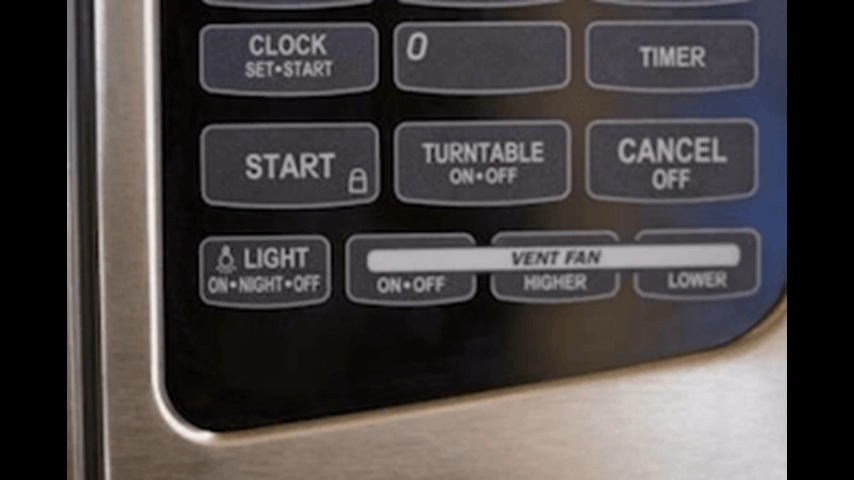 CLOCK
SET•START
0
TIMER
START
TURNTABLE
ON•OFF
CANCEL
OFF
LIGHT
ON•NIGHT•OFF
VENT FAN
ON•OFF
HIGHER
LOWER